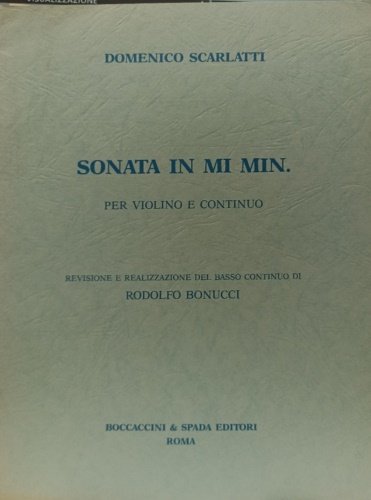 VISUALIZZAZIONE
DOMENICO SCARLATTI
SONATA IN MI MIN.
PER VIOLINO E CONTINUO
REVISIONE E REALIZZAZIONE DEL BASSO CONTINUO DI
RODOLFO BONUCCI
BOCCACCINI & SPADA EDITORI
ROMA